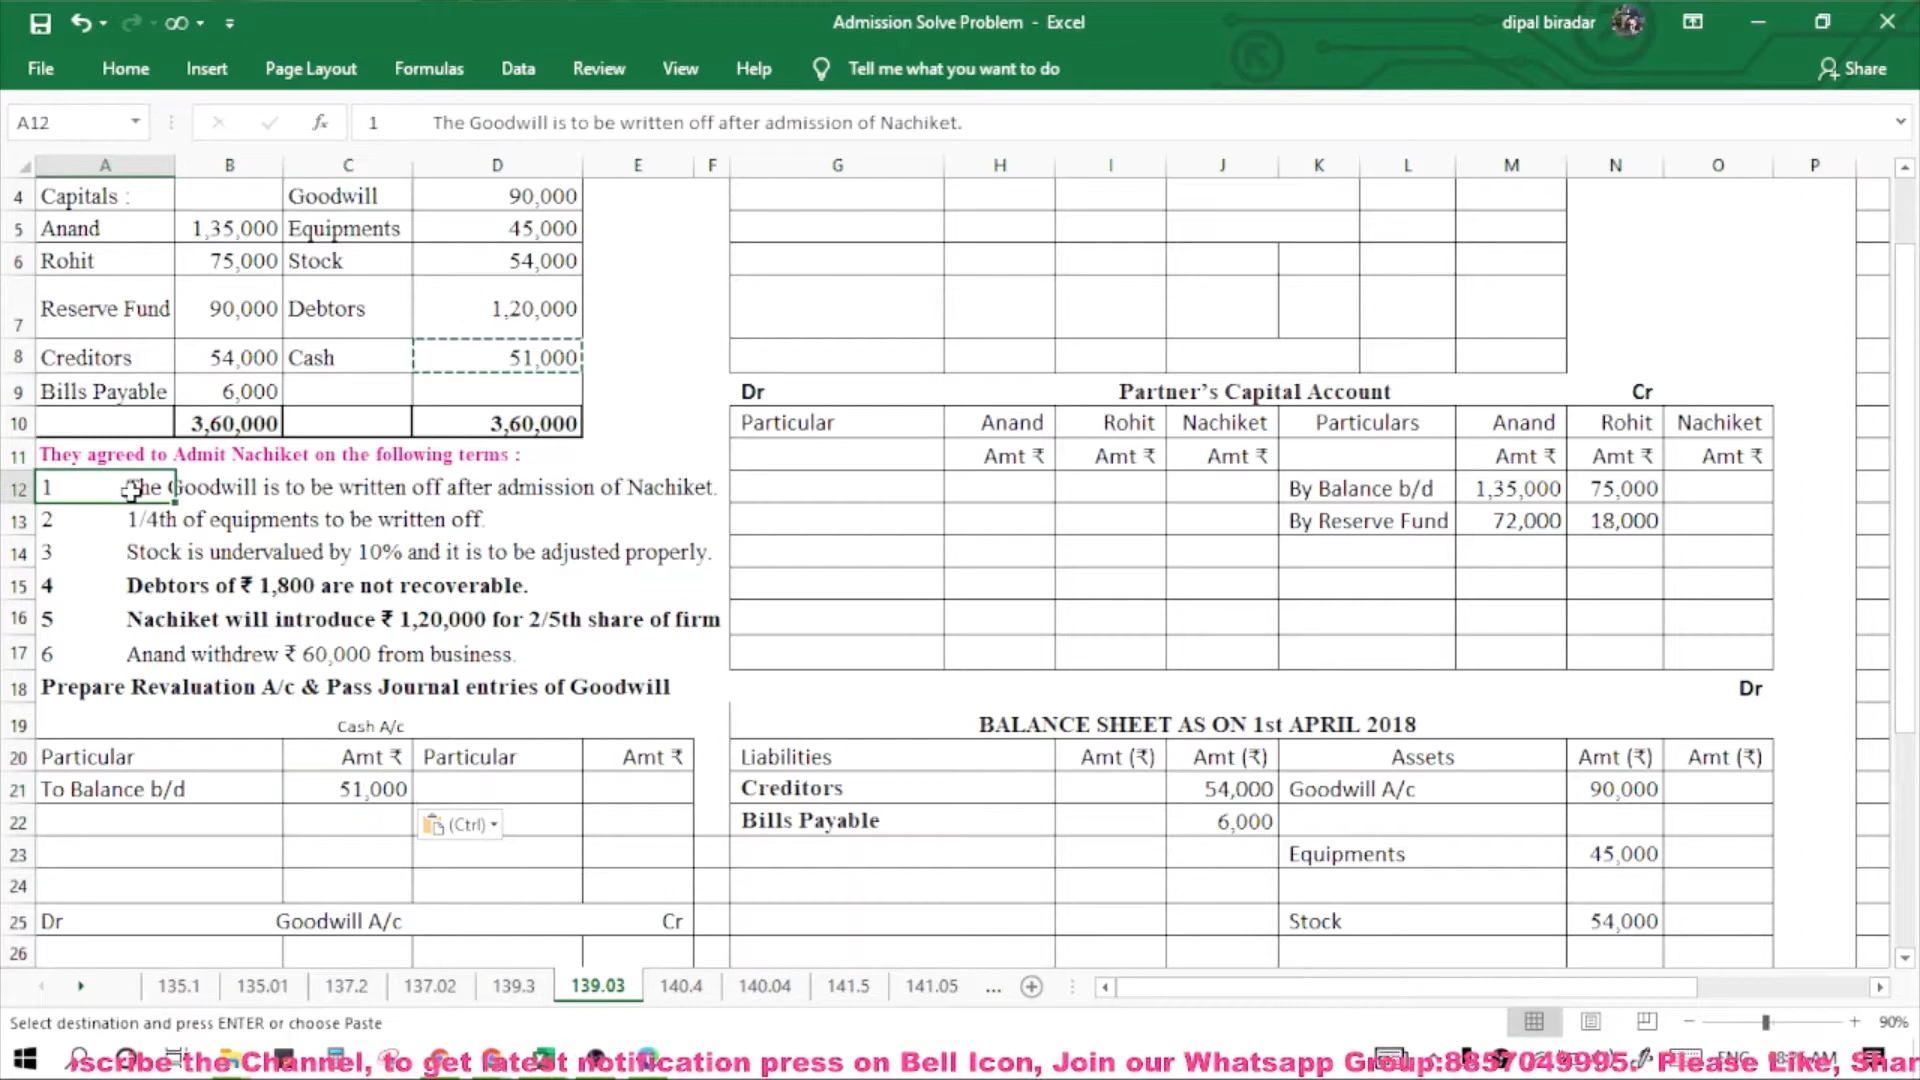 Admission Solve Problem - Excel
dipal biradar
File Home Insert Page Layout Formulas Data Review View Help Tell me what you want to do Share
A12 fx 1 The Goodwill is to be written off after admission of Nachiket.
A B C D E F G H I J K L M N O P
4 Capitals : Goodwill 90,000
5 Anand 1,35,000 Equipments 45,000
6 Rohit 75,000 Stock 54,000
7 Reserve Fund 90,000 Debtors 1,20,000
8 Creditors 54,000 Cash 51,000
9 Bills Payable 6,000 Dr Partner's Capital Account Cr
10 3,60,000 3,60,000 Particular Anand Rohit Nachiket Particulars Anand Rohit Nachiket
11 They agreed to Admit Nachiket on the following terms : Amt ₹ Amt ₹ Amt ₹ Amt ₹ Amt ₹ Amt ₹
12 1 The Goodwill is to be written off after admission of Nachiket. By Balance b/d 1,35,000 75,000
13 2 1/4th of equipments to be written off. By Reserve Fund 72,000 18,000
14 3 Stock is undervalued by 10% and it is to be adjusted properly.
15 4 Debtors of ₹ 1,800 are not recoverable.
16 5 Nachiket will introduce ₹ 1,20,000 for 2/5th share of firm
17 6 Anand withdrew ₹ 60,000 from business.
18 Prepare Revaluation A/c & Pass Journal entries of Goodwill Dr
19 Cash A/c BALANCE SHEET AS ON 1st APRIL 2018
20 Particular Amt ₹ Particular Amt ₹ Liabilities Amt (₹) Amt (₹) Assets Amt (₹) Amt (₹)
21 To Balance b/d 51,000 Creditors 54,000 Goodwill A/c 90,000
22 (Ctrl) Bills Payable 6,000
23 Equipments 45,000
24
25 Dr Goodwill A/c Cr Stock 54,000
26
135.1 135.01 137.2 137.02 139.3 139.03 140.4 140.04 141.5 141.05 ...
Select destination and press ENTER or choose Paste 90%
scribe the Channel, to get latest notification press on Bell Icon, Join our Whatsapp Group:8857049995. Please Like, Shar